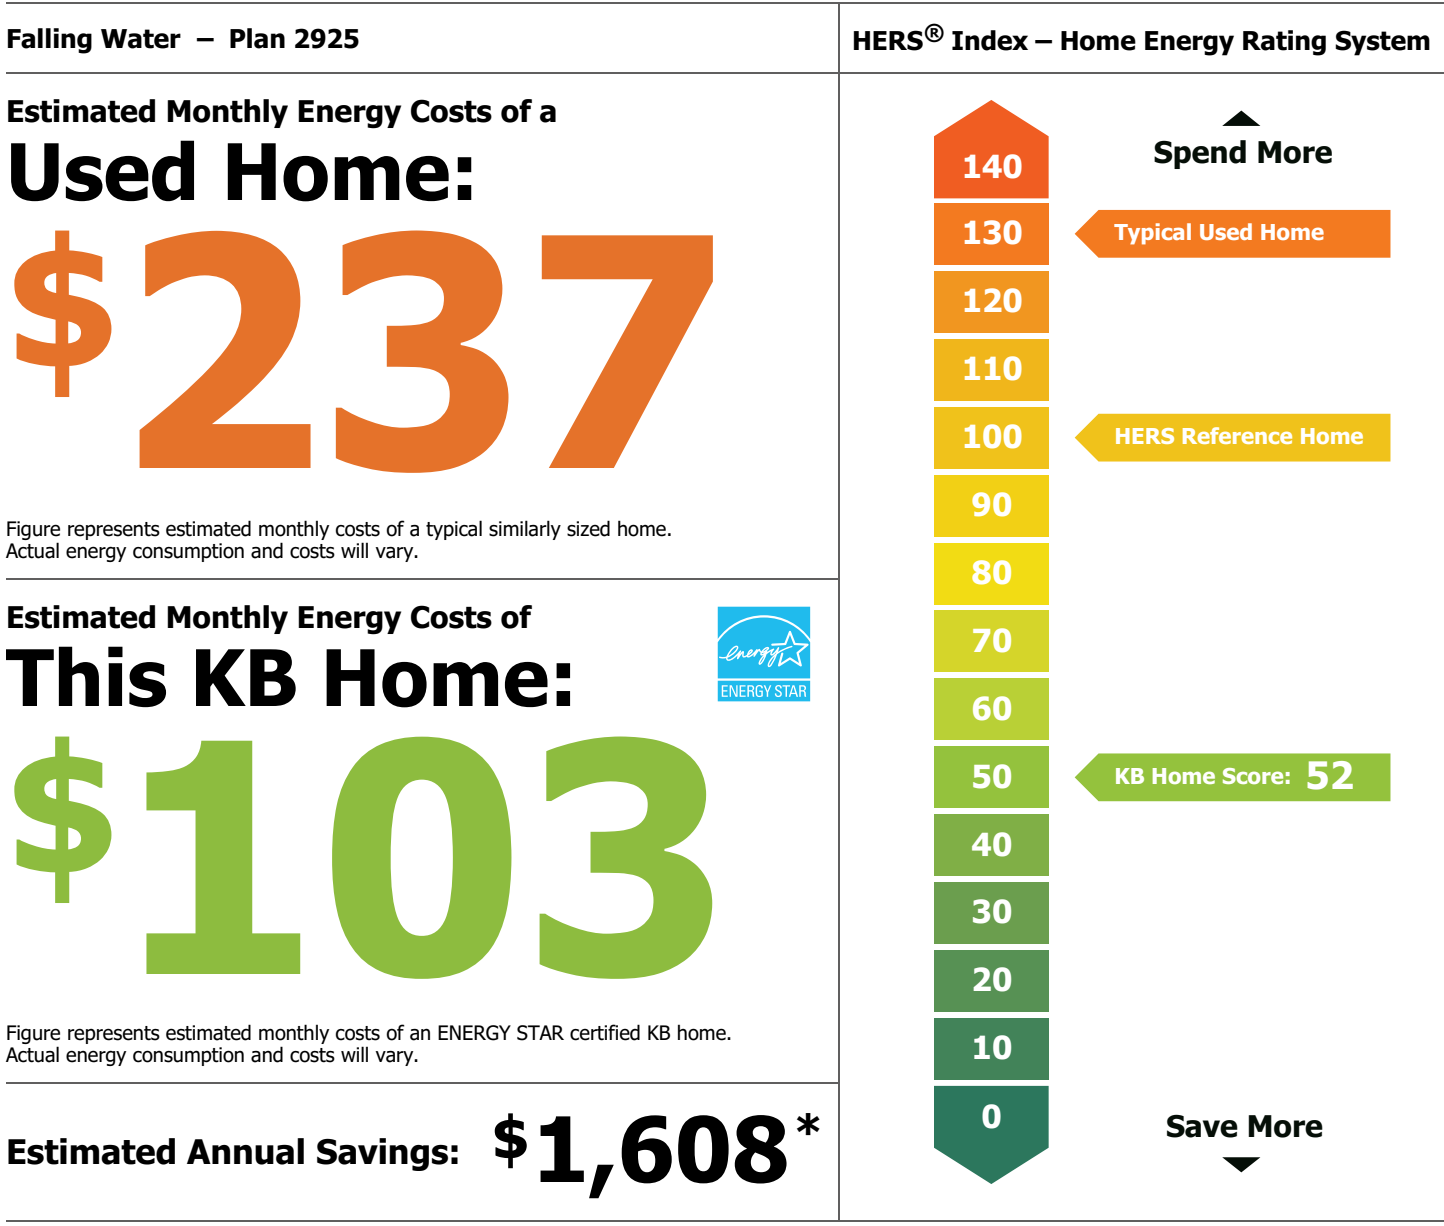 Falling Water – Plan 2925
Estimated Monthly Energy Costs of a
Used Home:
$237
Figure represents estimated monthly costs of a typical similarly sized home.
Actual energy consumption and costs will vary.
Estimated Monthly Energy Costs of
This KB Home:
energy
ENERGY STAR
$103
Figure represents estimated monthly costs of an ENERGY STAR certified KB home.
Actual energy consumption and costs will vary.
Estimated Annual Savings: $1,608*
HERS® Index – Home Energy Rating System
Spend More
140
130 Typical Used Home
120
110
100 HERS Reference Home
90
80
70
60
50 KB Home Score: 52
40
30
20
10
0
Save More